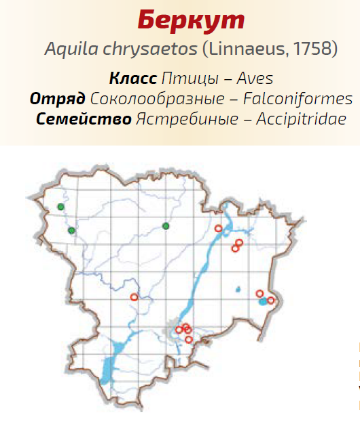 Беркут
Aquila chrysaetos (Linnaeus, 1758)
Класс Птицы – Aves
Отряд Соколообразные – Falconiformes
Семейство Ястребиные – Accipitridae